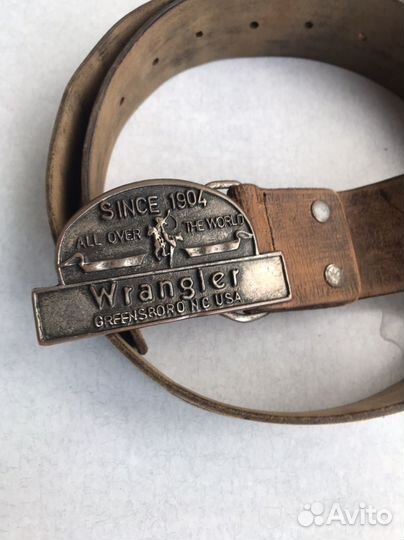 SINCE 1904
ALL OVER THE WORLD
Wrangler
GREENSBORO N.C. USA
Avito